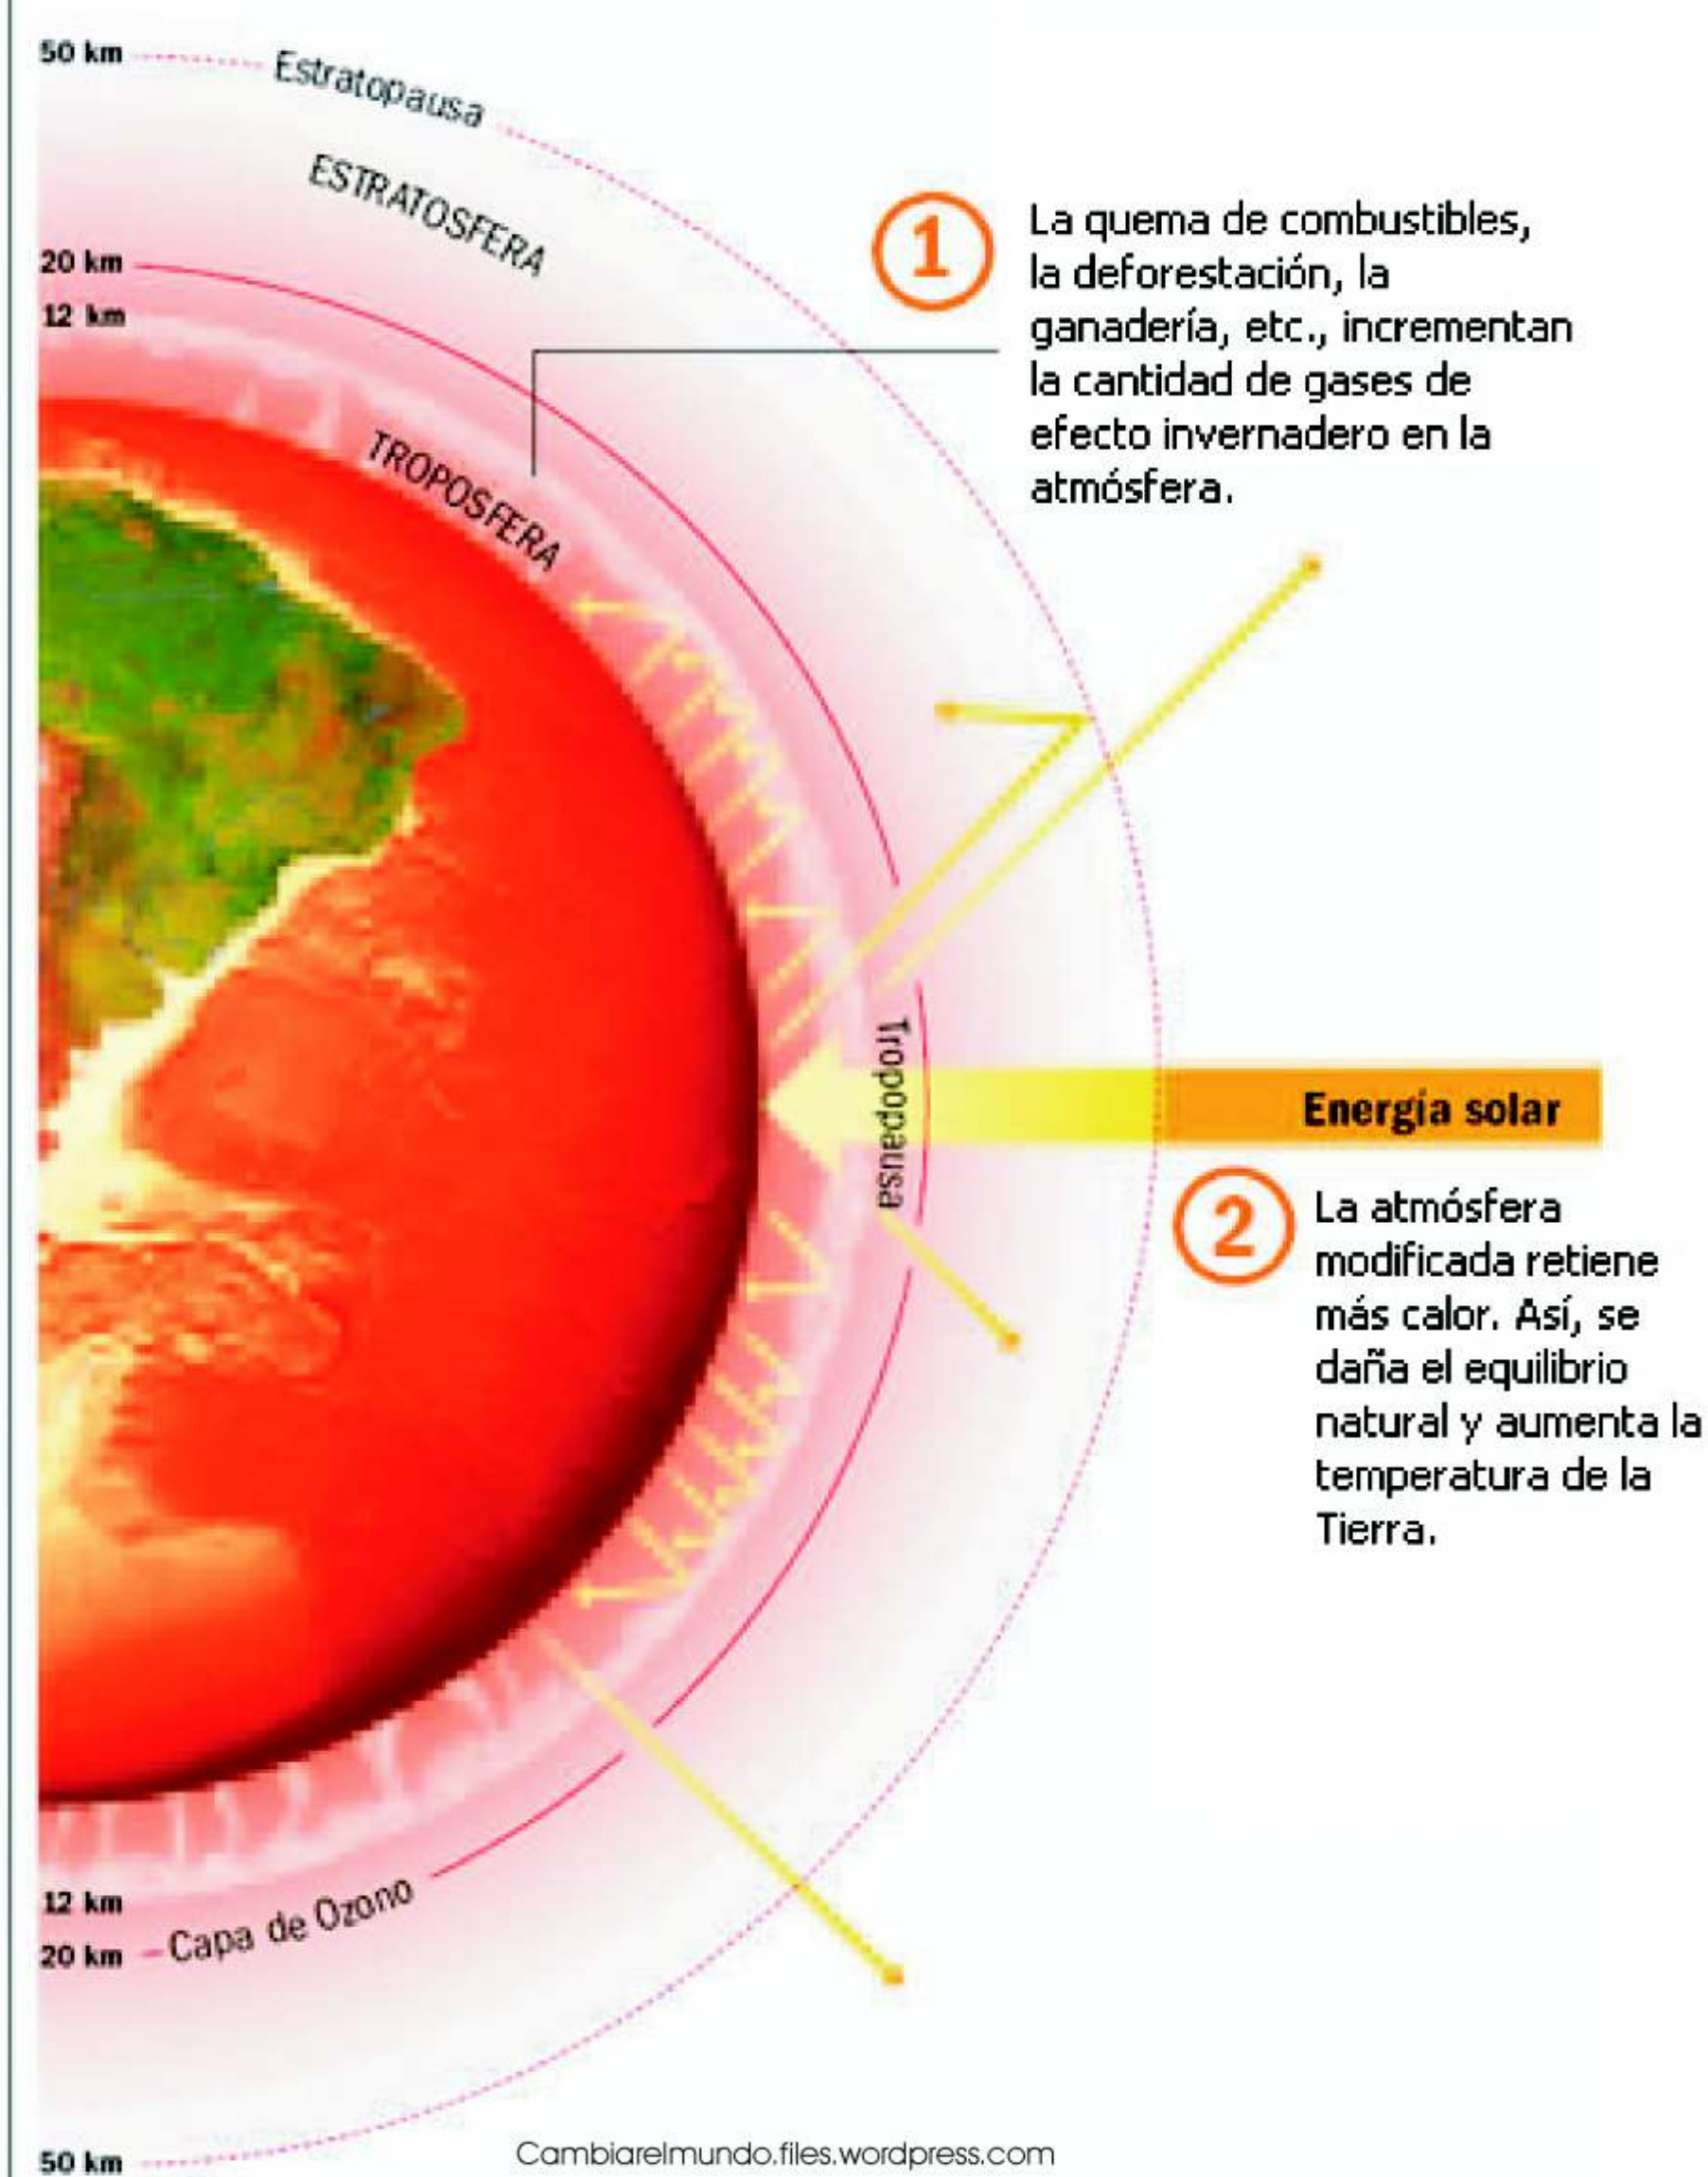 50 km
Estratopausa
ESTRATOSFERA
20 km
12 km
TROPOSFERA
1
La quema de combustibles,
la deforestación, la
ganadería, etc., incrementan
la cantidad de gases de
efecto invernadero en la
atmósfera.
Tropopausa
Energía solar
2
La atmósfera
modificada retiene
más calor. Así, se
daña el equilibrio
natural y aumenta la
temperatura de la
Tierra.
12 km
20 km
Capa de Ozono
50 km
Cambiarelmundo.files.wordpress.com